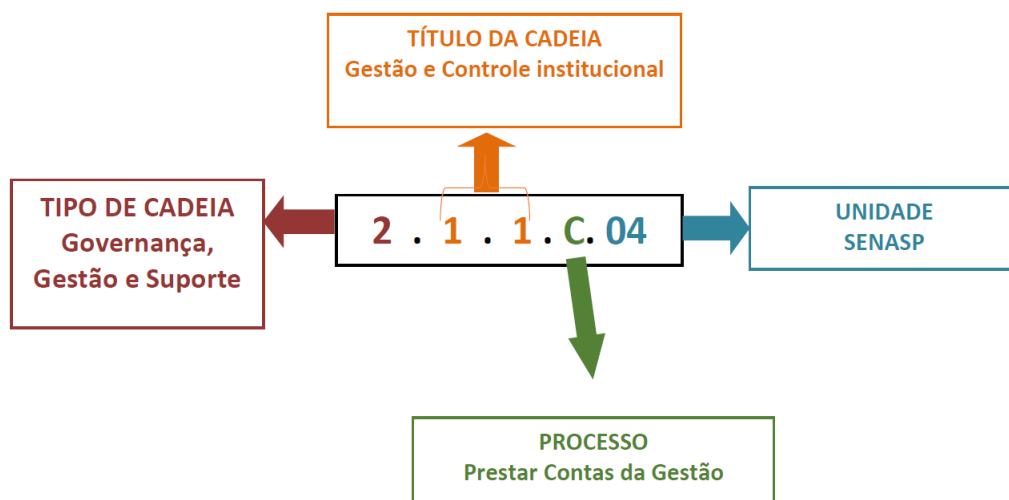 TÍTULO DA CADEIA
Gestão e Controle institucional
TIPO DE CADEIA
Governança,
Gestão e Suporte
2 . 1 . 1 . C. 04
UNIDADE
SENASP
PROCESSO
Prestar Contas da Gestão